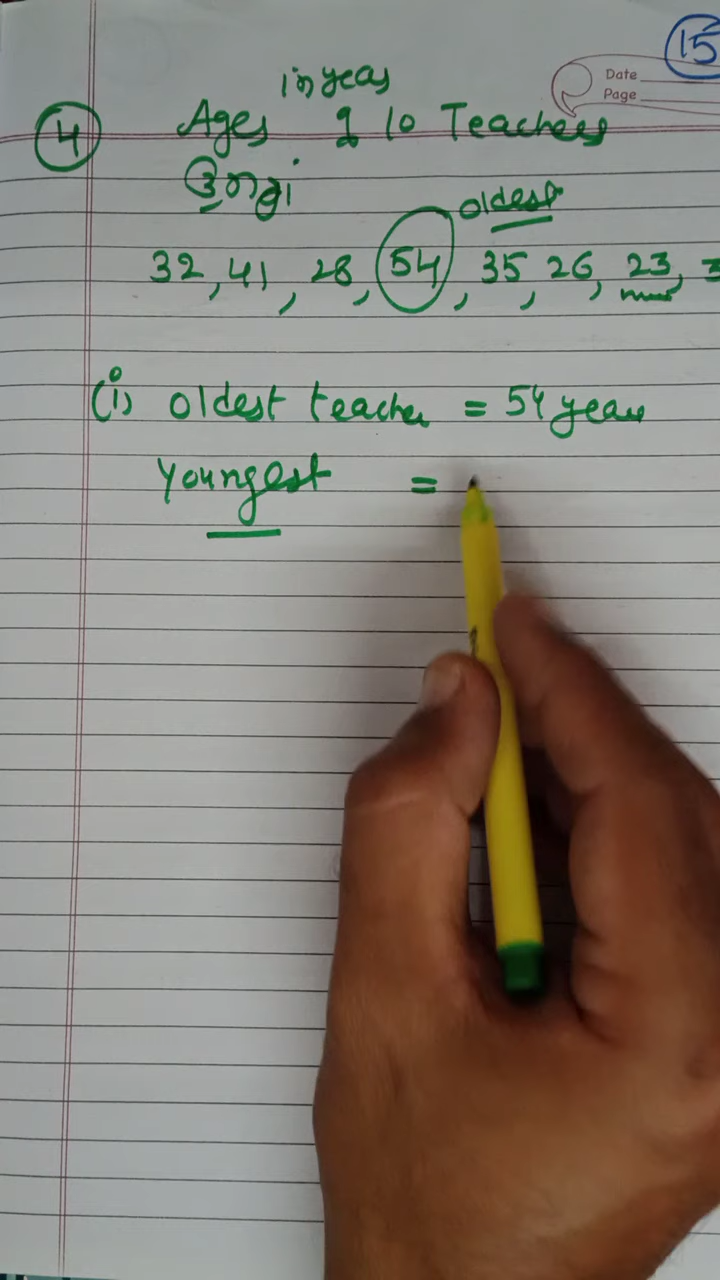 15
Date
Page
in years
4 Ages of 10 Teachers
oldest
32, 41, 28, 54, 35, 26, 23,
(i) oldest teacher = 54 years
Youngest =